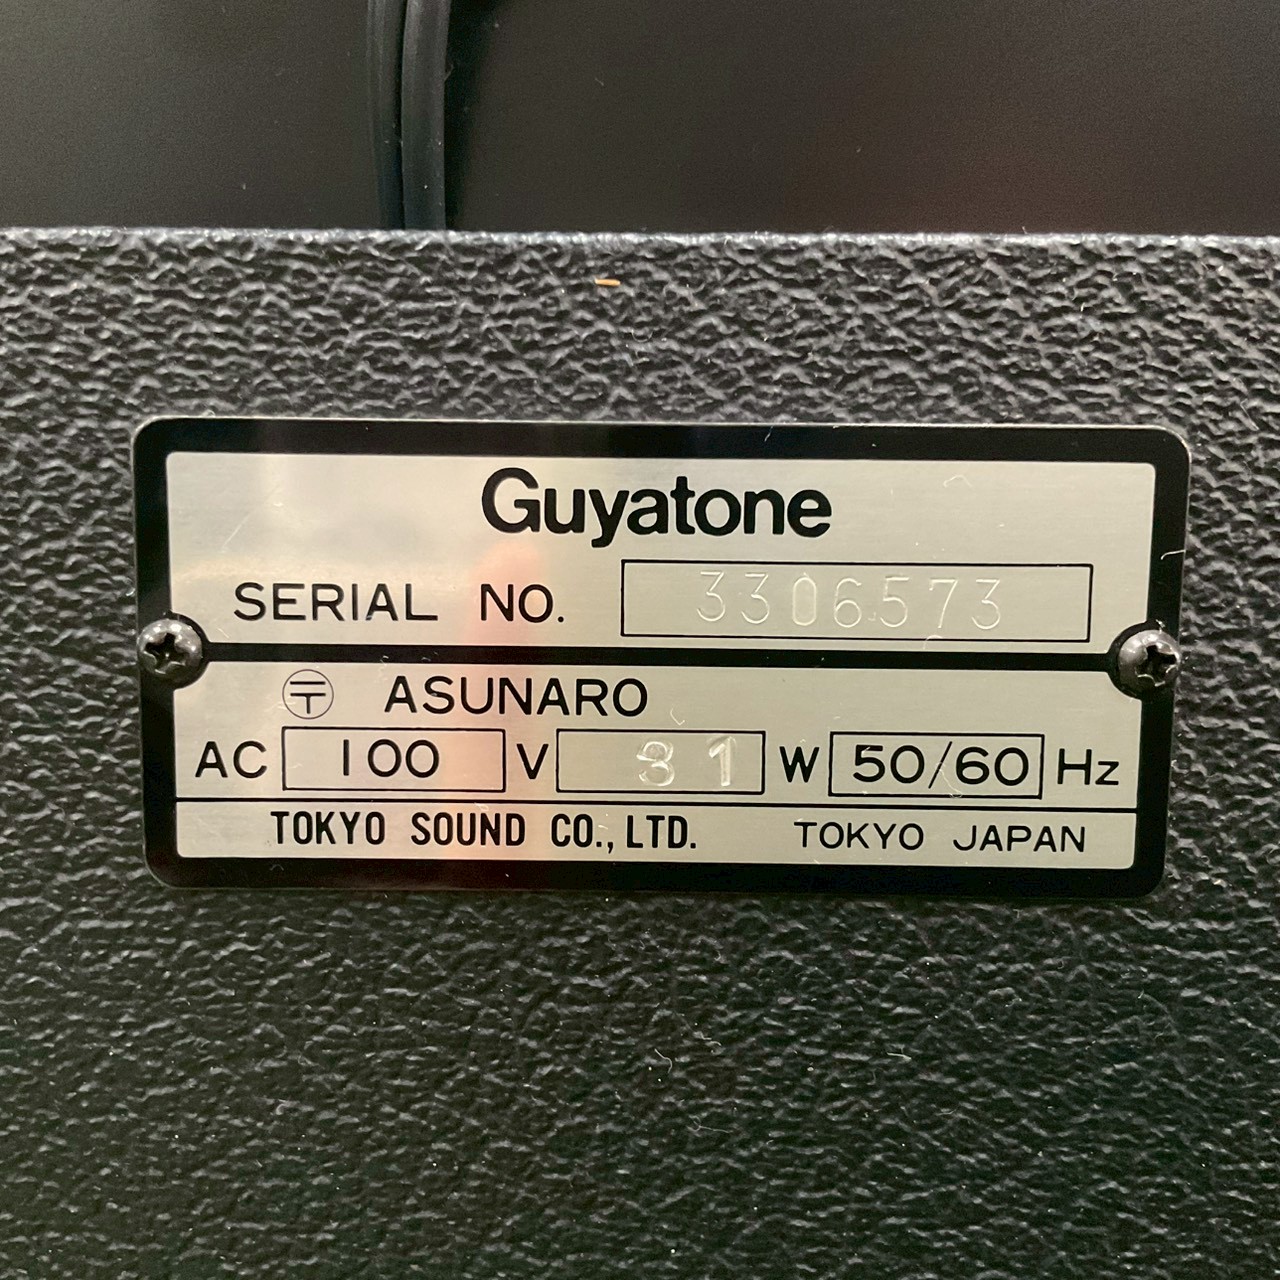 Guyatone
SERIAL NO. 3306573
〶 ASUNARO
AC 100 V 31 W 50/60 Hz
TOKYO SOUND CO., LTD. TOKYO JAPAN